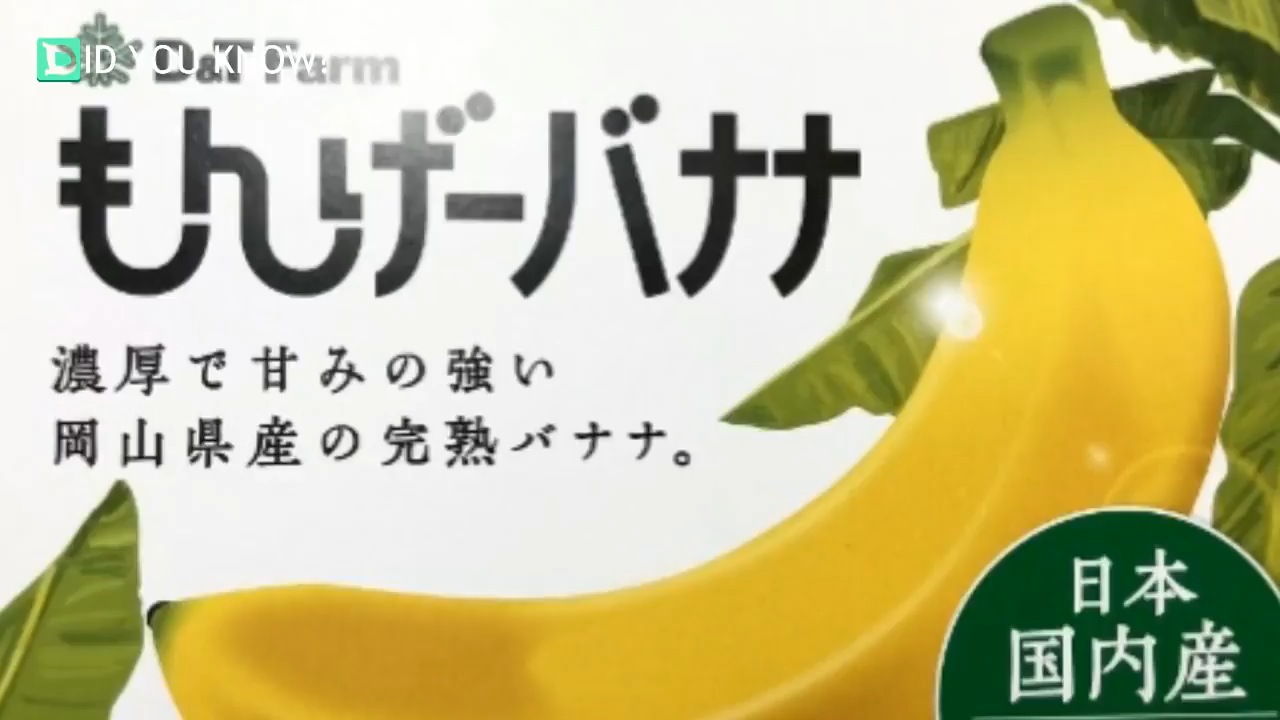 DID YOU KNOW?
D&T Farm
もんげーバナナ
濃厚で甘みの強い
岡山県産の完熟バナナ。
日本
国内産